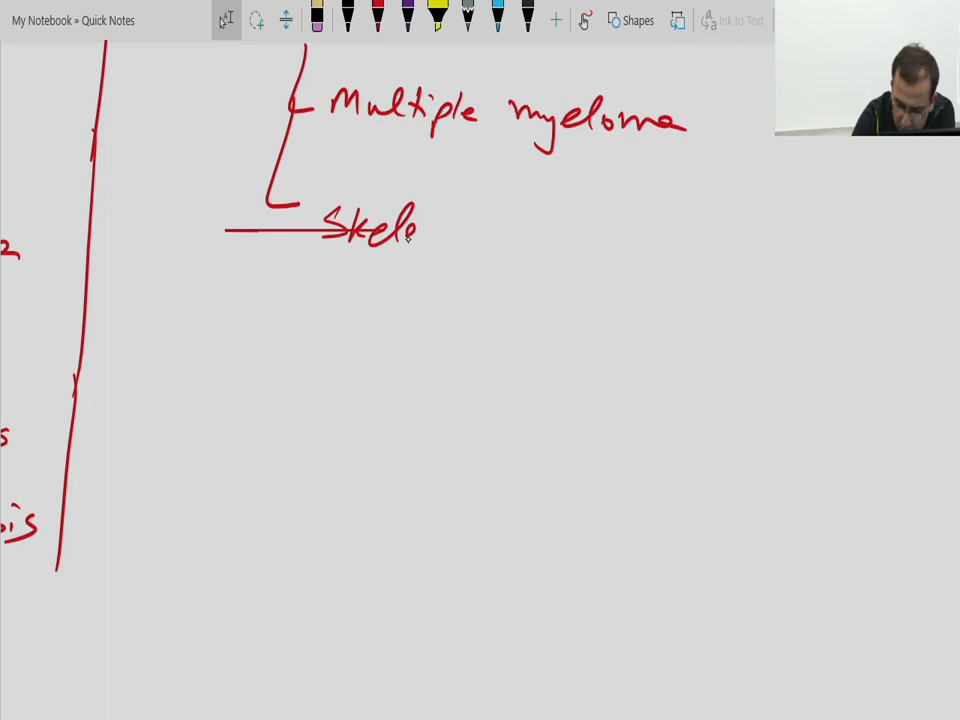 My Notebook » Quick Notes
Shapes
Ink to Text
Multiple myeloma
Skele